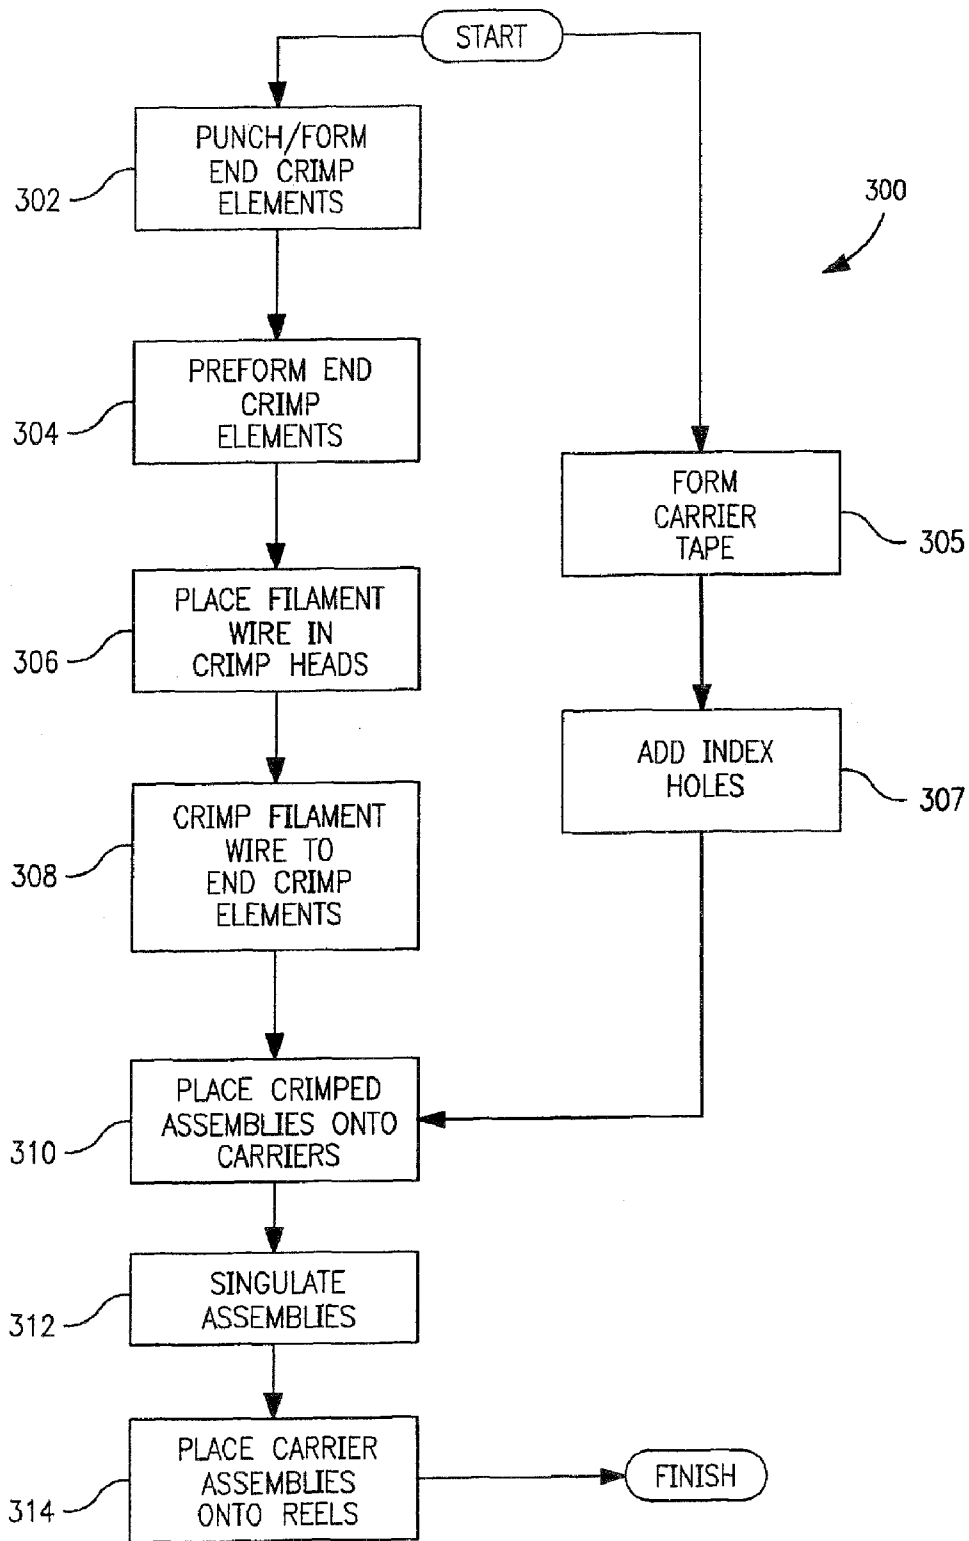 START
PUNCH/FORM
END CRIMP
ELEMENTS
302
300
PREFORM END
CRIMP
ELEMENTS
304
FORM
CARRIER
TAPE
305
PLACE FILAMENT
WIRE IN
CRIMP HEADS
306
ADD INDEX
HOLES
307
CRIMP FILAMENT
WIRE TO
END CRIMP
ELEMENTS
308
PLACE CRIMPED
ASSEMBLIES ONTO
CARRIERS
310
SINGULATE
ASSEMBLIES
312
PLACE CARRIER
ASSEMBLIES
ONTO REELS
314
FINISH